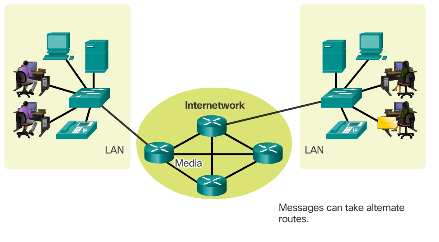 Internetwork
LAN
Media
LAN
Messages can take alternate
routes.